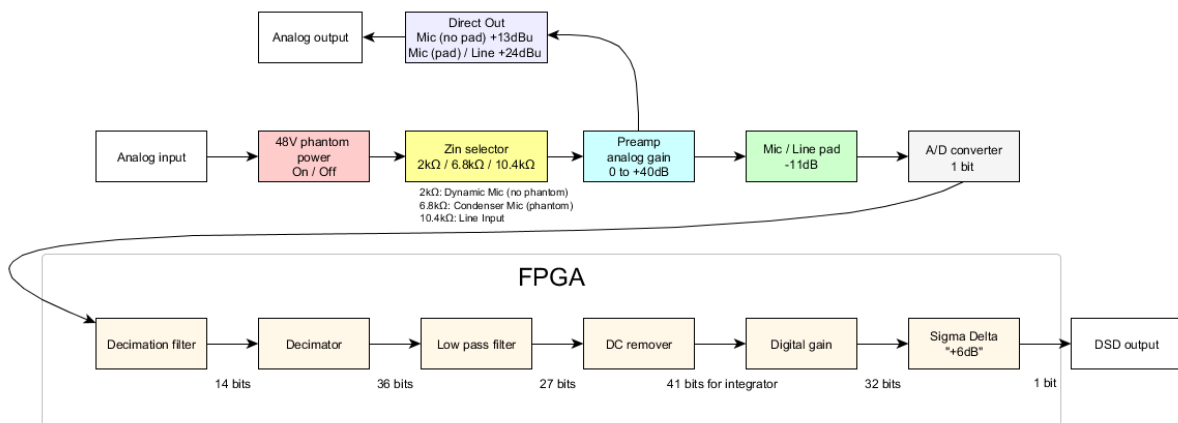 Analog output
Direct Out
Mic (no pad) +13dBu
Mic (pad) / Line +24dBu
Analog input
48V phantom
power
On / Off
Zin selector
2kΩ / 6.8kΩ / 10.4kΩ
Preamp
analog gain
0 to +40dB
Mic / Line pad
-11dB
A/D converter
1 bit
2kΩ: Dynamic Mic (no phantom)
6.8kΩ: Condenser Mic (phantom)
10.4kΩ: Line Input
FPGA
Decimation filter
Decimator
Low pass filter
DC remover
Digital gain
Sigma Delta
"+6dB"
DSD output
14 bits
36 bits
27 bits
41 bits for integrator
32 bits
1 bit